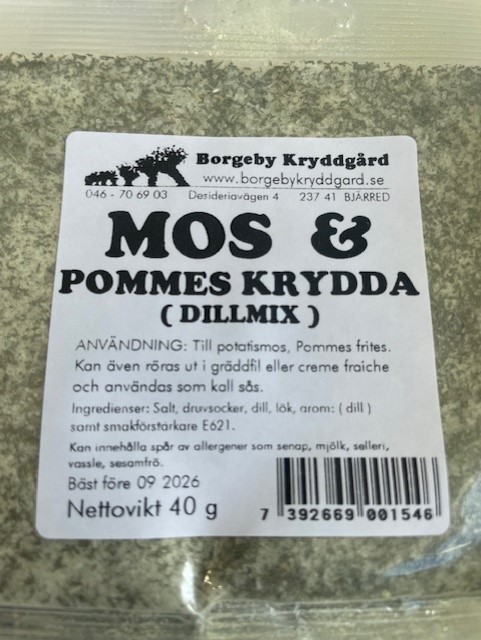 Borgeby Kryddgård
www.borgebykryddgard.se
046 - 70 69 03 Desideriavägen 4 237 41 BJÄRRED
MOS &
POMMES KRYDDA
( DILLMIX )
ANVÄNDNING: Till potatismos, Pommes frites.
Kan även röras ut i gräddfil eller creme fraiche
och användas som kall sås.
Ingredienser: Salt, druvsocker, dill, lök, arom: ( dill )
samt smakförstärkare E621.
Kan innehålla spår av allergener som senap, mjölk, selleri,
vassle, sesamfrö.
Bäst före 09 2026
Nettovikt 40 g
7 392669 001546